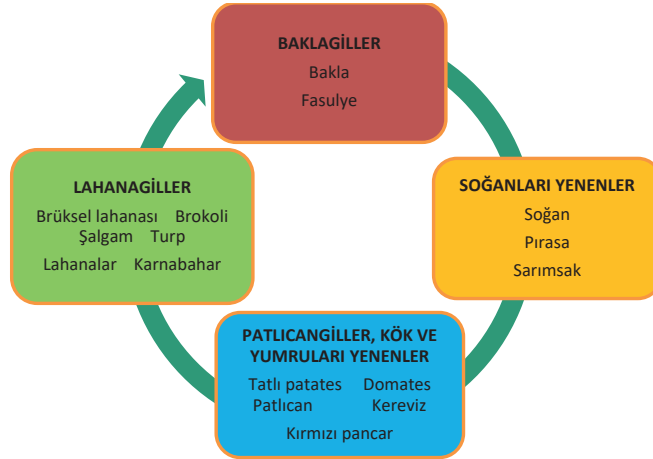 BAKLAGİLLER
Bakla
Fasulye
LAHANAGİLLER
Brüksel lahanası Brokoli
Şalgam Turp
Lahanalar Karnabahar
SOĞANLARI YENENLER
Soğan
Pırasa
Sarımsak
PATLICANGİLLER, KÖK VE
YUMRULARI YENENLER
Tatlı patates Domates
Patlıcan Kereviz
Kırmızı pancar